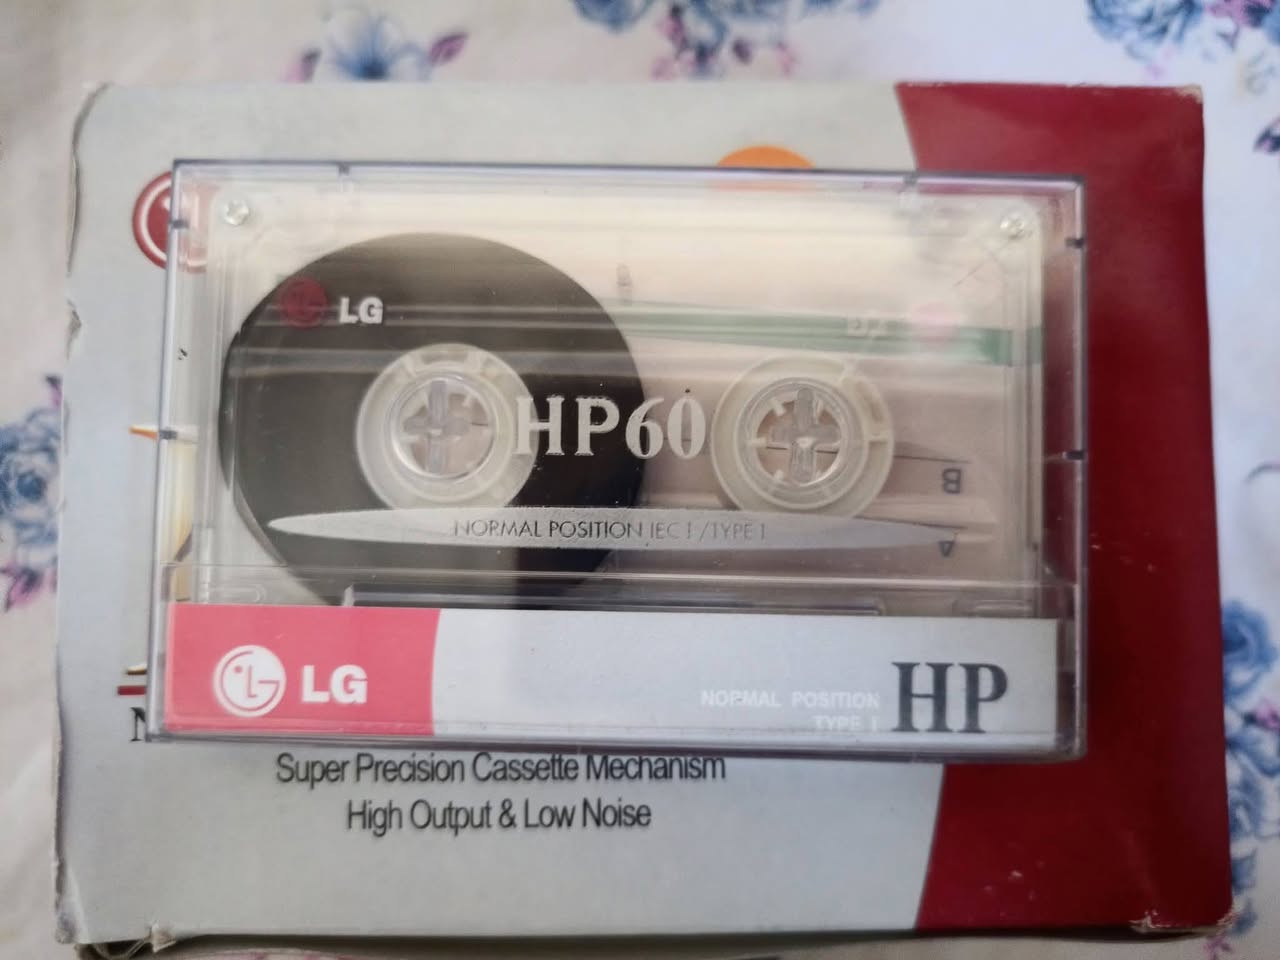 LG
HP60
B
A
NORMAL POSITION IEC I / TYPE I
LG
NORMAL POSITION
TYPE I
HP
Super Precision Cassette Mechanism
High Output & Low Noise